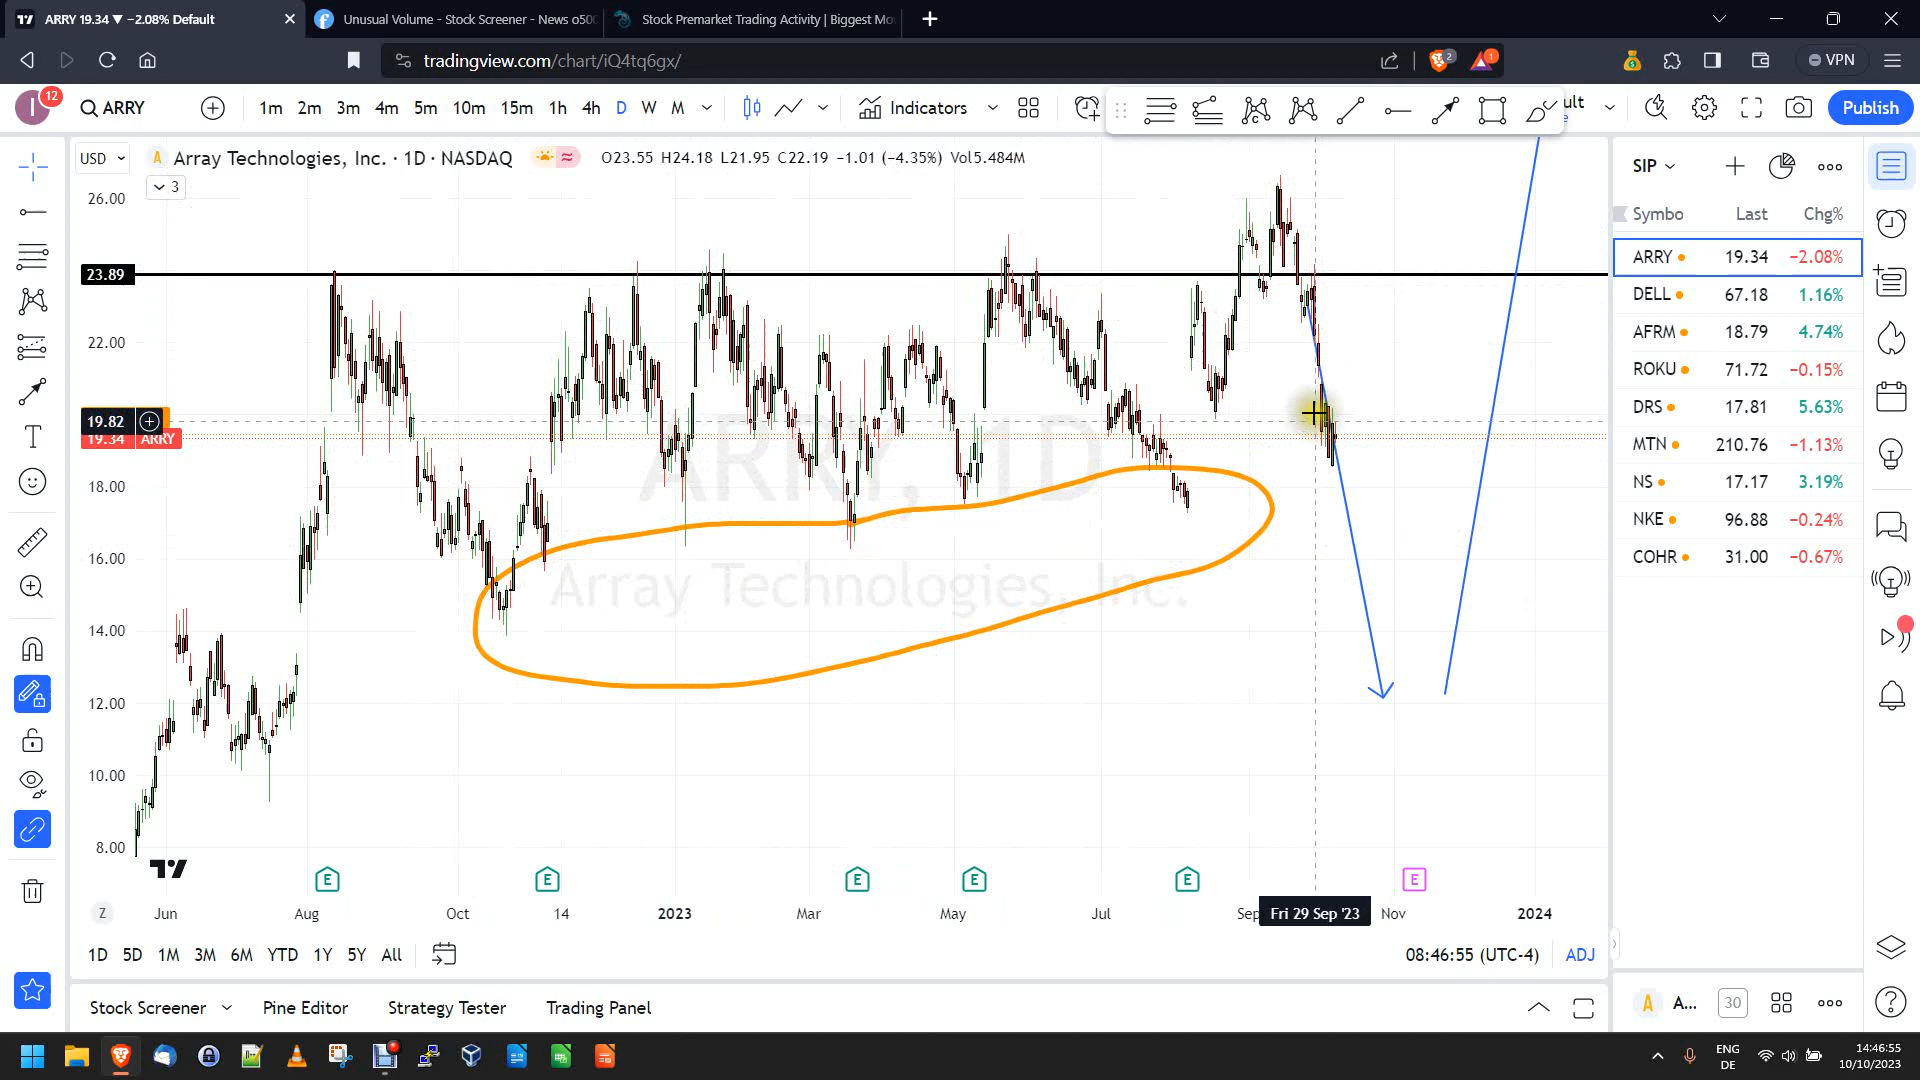 ARRY 19.34 ▼ −2.08% Default
Unusual Volume - Stock Screener - News
Stock Premarket Trading Activity | Biggest Mo
tradingview.com/chart/iQ4tq6gx/
2
1
VPN
I
12
ARRY
1m 2m 3m 4m 5m 10m 15m 1h 4h D W M
Indicators
ult
Publish
USD
A
Array Technologies, Inc. · 1D · NASDAQ
O23.55 H24.18 L21.95 C22.19 −1.01 (−4.35%) Vol5.484M
3
26.00
23.89
22.00
19.82
19.34 ARRY
18.00
16.00
14.00
12.00
10.00
8.00
ARRY, 1D
Array Technologies, Inc.
E E E E E E
Z
Jun Aug Oct 14 2023 Mar May Jul Sep Fri 29 Sep '23 Nov 2024
1D 5D 1M 3M 6M YTD 1Y 5Y All
08:46:55 (UTC-4) ADJ
Stock Screener Pine Editor Strategy Tester Trading Panel
SIP
Symbo Last Chg%
ARRY 19.34 −2.08%
DELL 67.18 1.16%
AFRM 18.79 4.74%
ROKU 71.72 −0.15%
DRS 17.81 5.63%
MTN 210.76 −1.13%
NS 17.17 3.19%
NKE 96.88 −0.24%
COHR 31.00 −0.67%
A A... 30
ENG
DE
14:46:55
10/10/2023